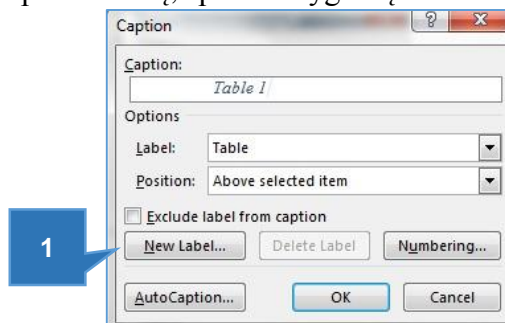 Caption
Caption:
Table 1
Options
Label: Table
Position: Above selected item
Exclude label from caption
1
New Label... Delete Label Numbering...
AutoCaption... OK Cancel